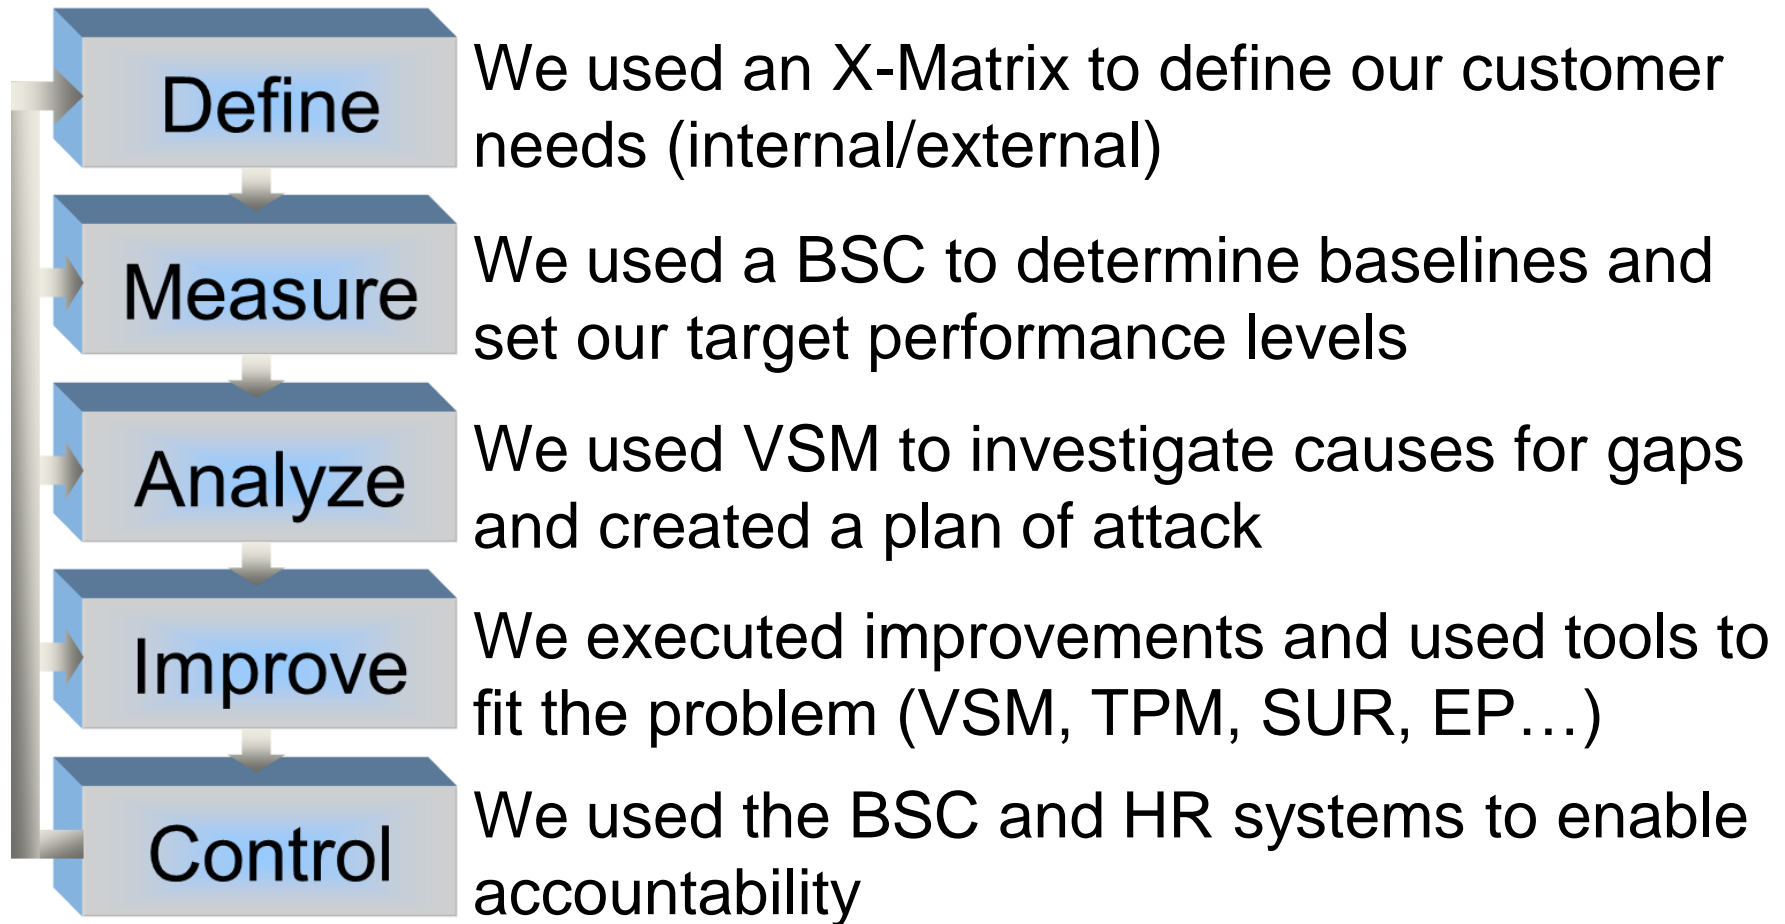 Define
We used an X-Matrix to define our customer
needs (internal/external)
Measure
We used a BSC to determine baselines and
set our target performance levels
Analyze
We used VSM to investigate causes for gaps
and created a plan of attack
Improve
We executed improvements and used tools to
fit the problem (VSM, TPM, SUR, EP…)
Control
We used the BSC and HR systems to enable
accountability